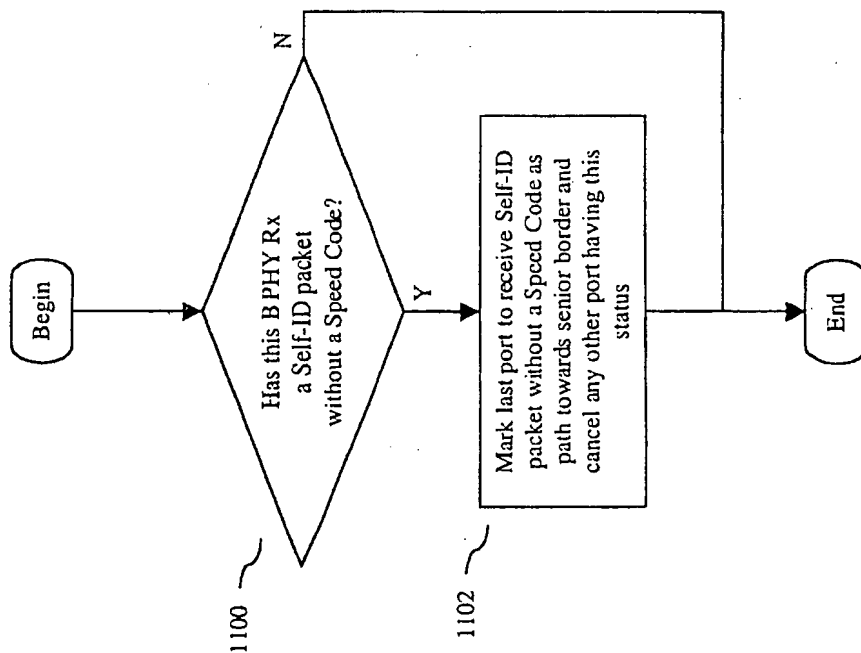 Begin
Has this B PHY Rx
a Self-ID packet
without a Speed Code?
N
Y
1100
Mark last port to receive Self-ID
packet without a Speed Code as
path towards senior border and
cancel any other port having this
status
1102
End